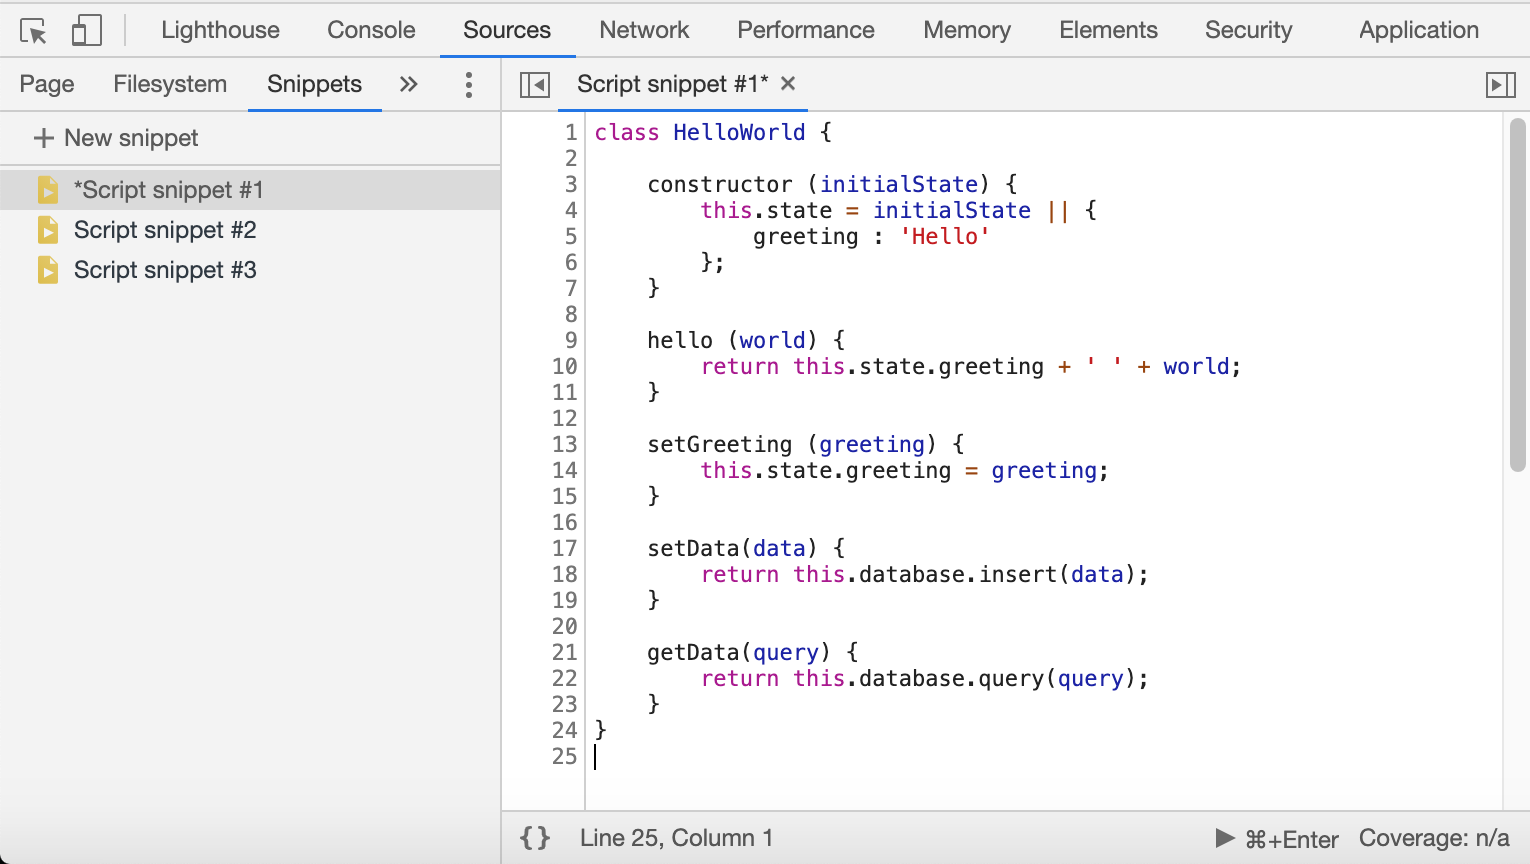 Lighthouse Console Sources Network Performance Memory Elements Security Application
Page Filesystem Snippets » Script snippet #1* ×
+ New snippet
*Script snippet #1
Script snippet #2
Script snippet #3
1 class HelloWorld {
2
3     constructor (initialState) {
4         this.state = initialState || {
5             greeting : 'Hello'
6         };
7     }
8
9     hello (world) {
10         return this.state.greeting + ' ' + world;
11     }
12
13     setGreeting (greeting) {
14         this.state.greeting = greeting;
15     }
16
17     setData(data) {
18         return this.database.insert(data);
19     }
20
21     getData(query) {
22         return this.database.query(query);
23     }
24 }
25
{} Line 25, Column 1 ▶ ⌘+Enter Coverage: n/a